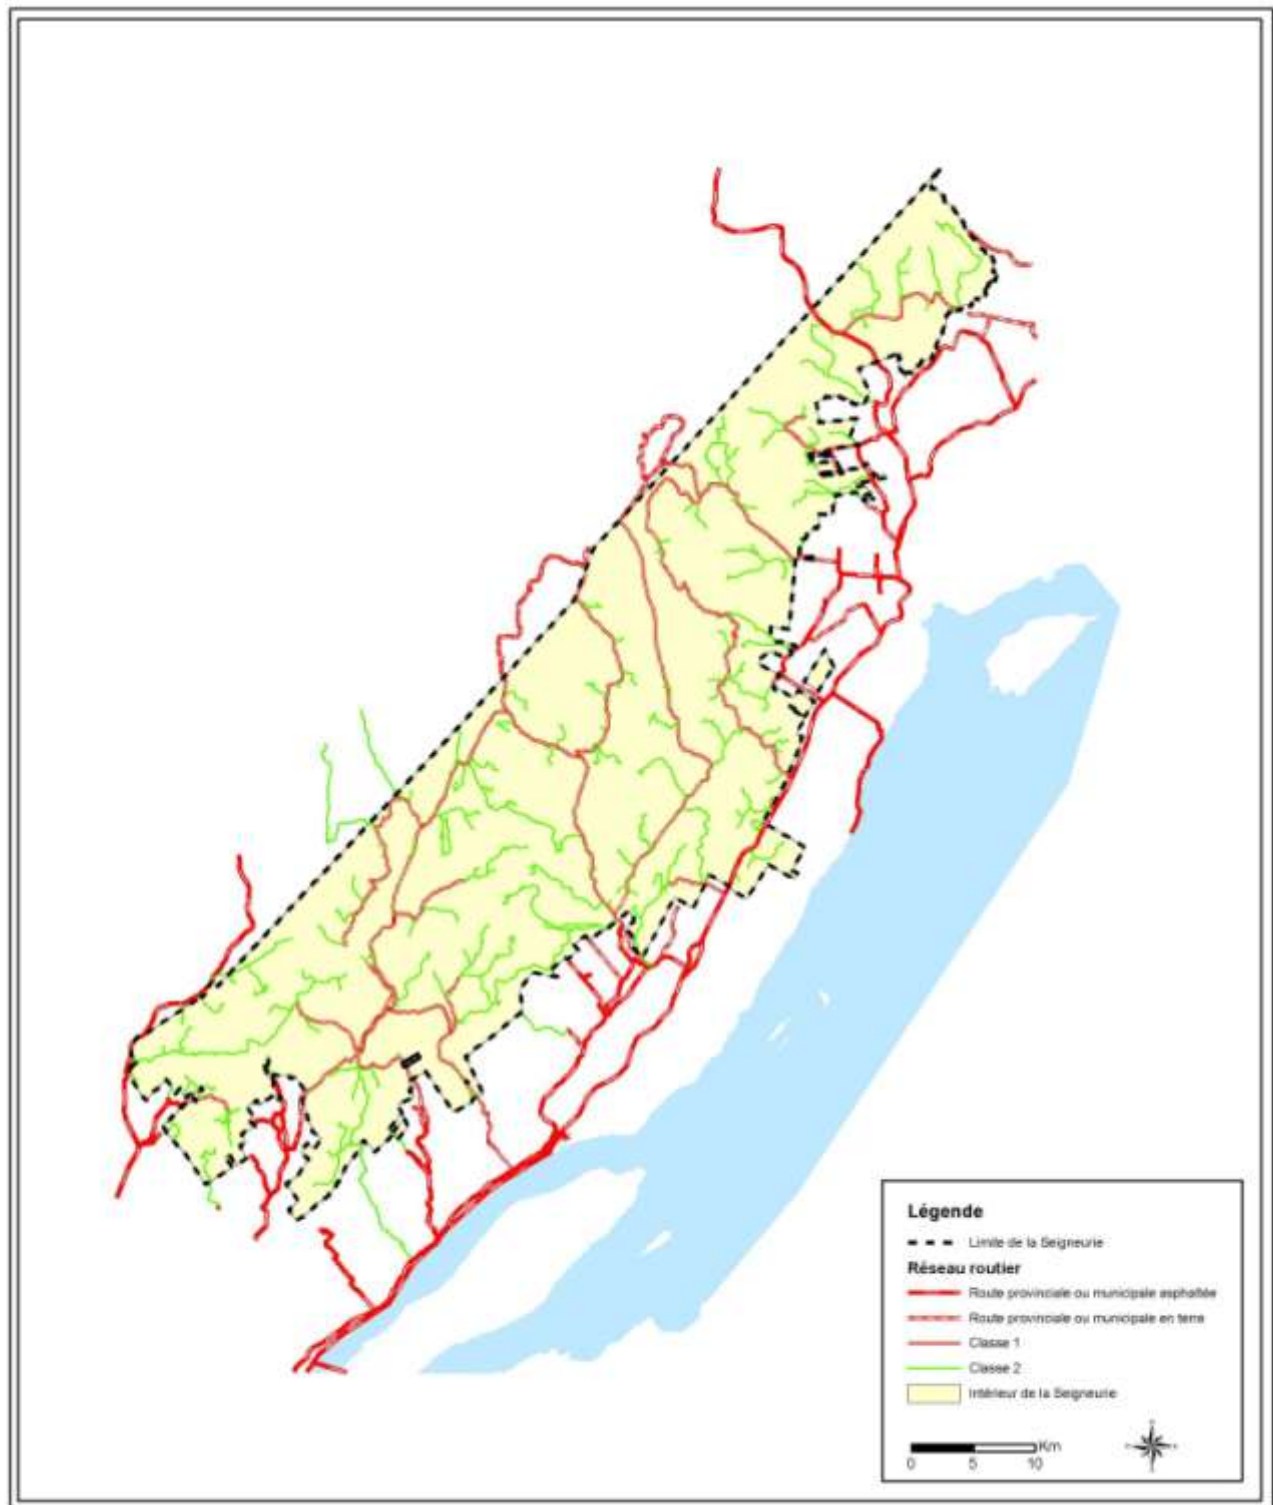 Légende
Limite de la Seigneurie
Réseau routier
Route provinciale ou municipale asphaltée
Route provinciale ou municipale en terre
Classe 1
Classe 2
Intérieur de la Seigneurie
Km
0 5 10